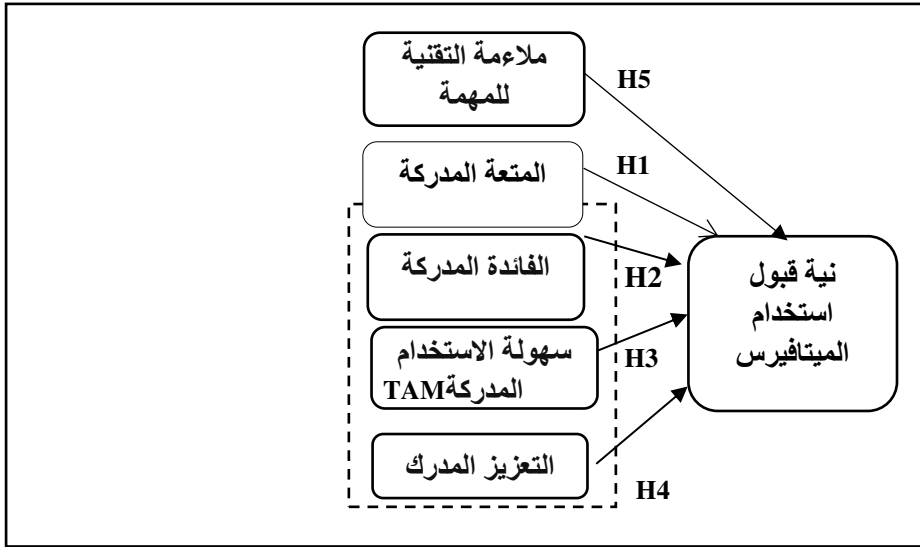 ملاءمة التقنية
للمهمة
H5
المتعة المدركة
H1
الفائدة المدركة
H2
سهولة الاستخدام
المدركةTAM
H3
التعزيز المدرك
H4
نية قبول
استخدام
الميتافيرس